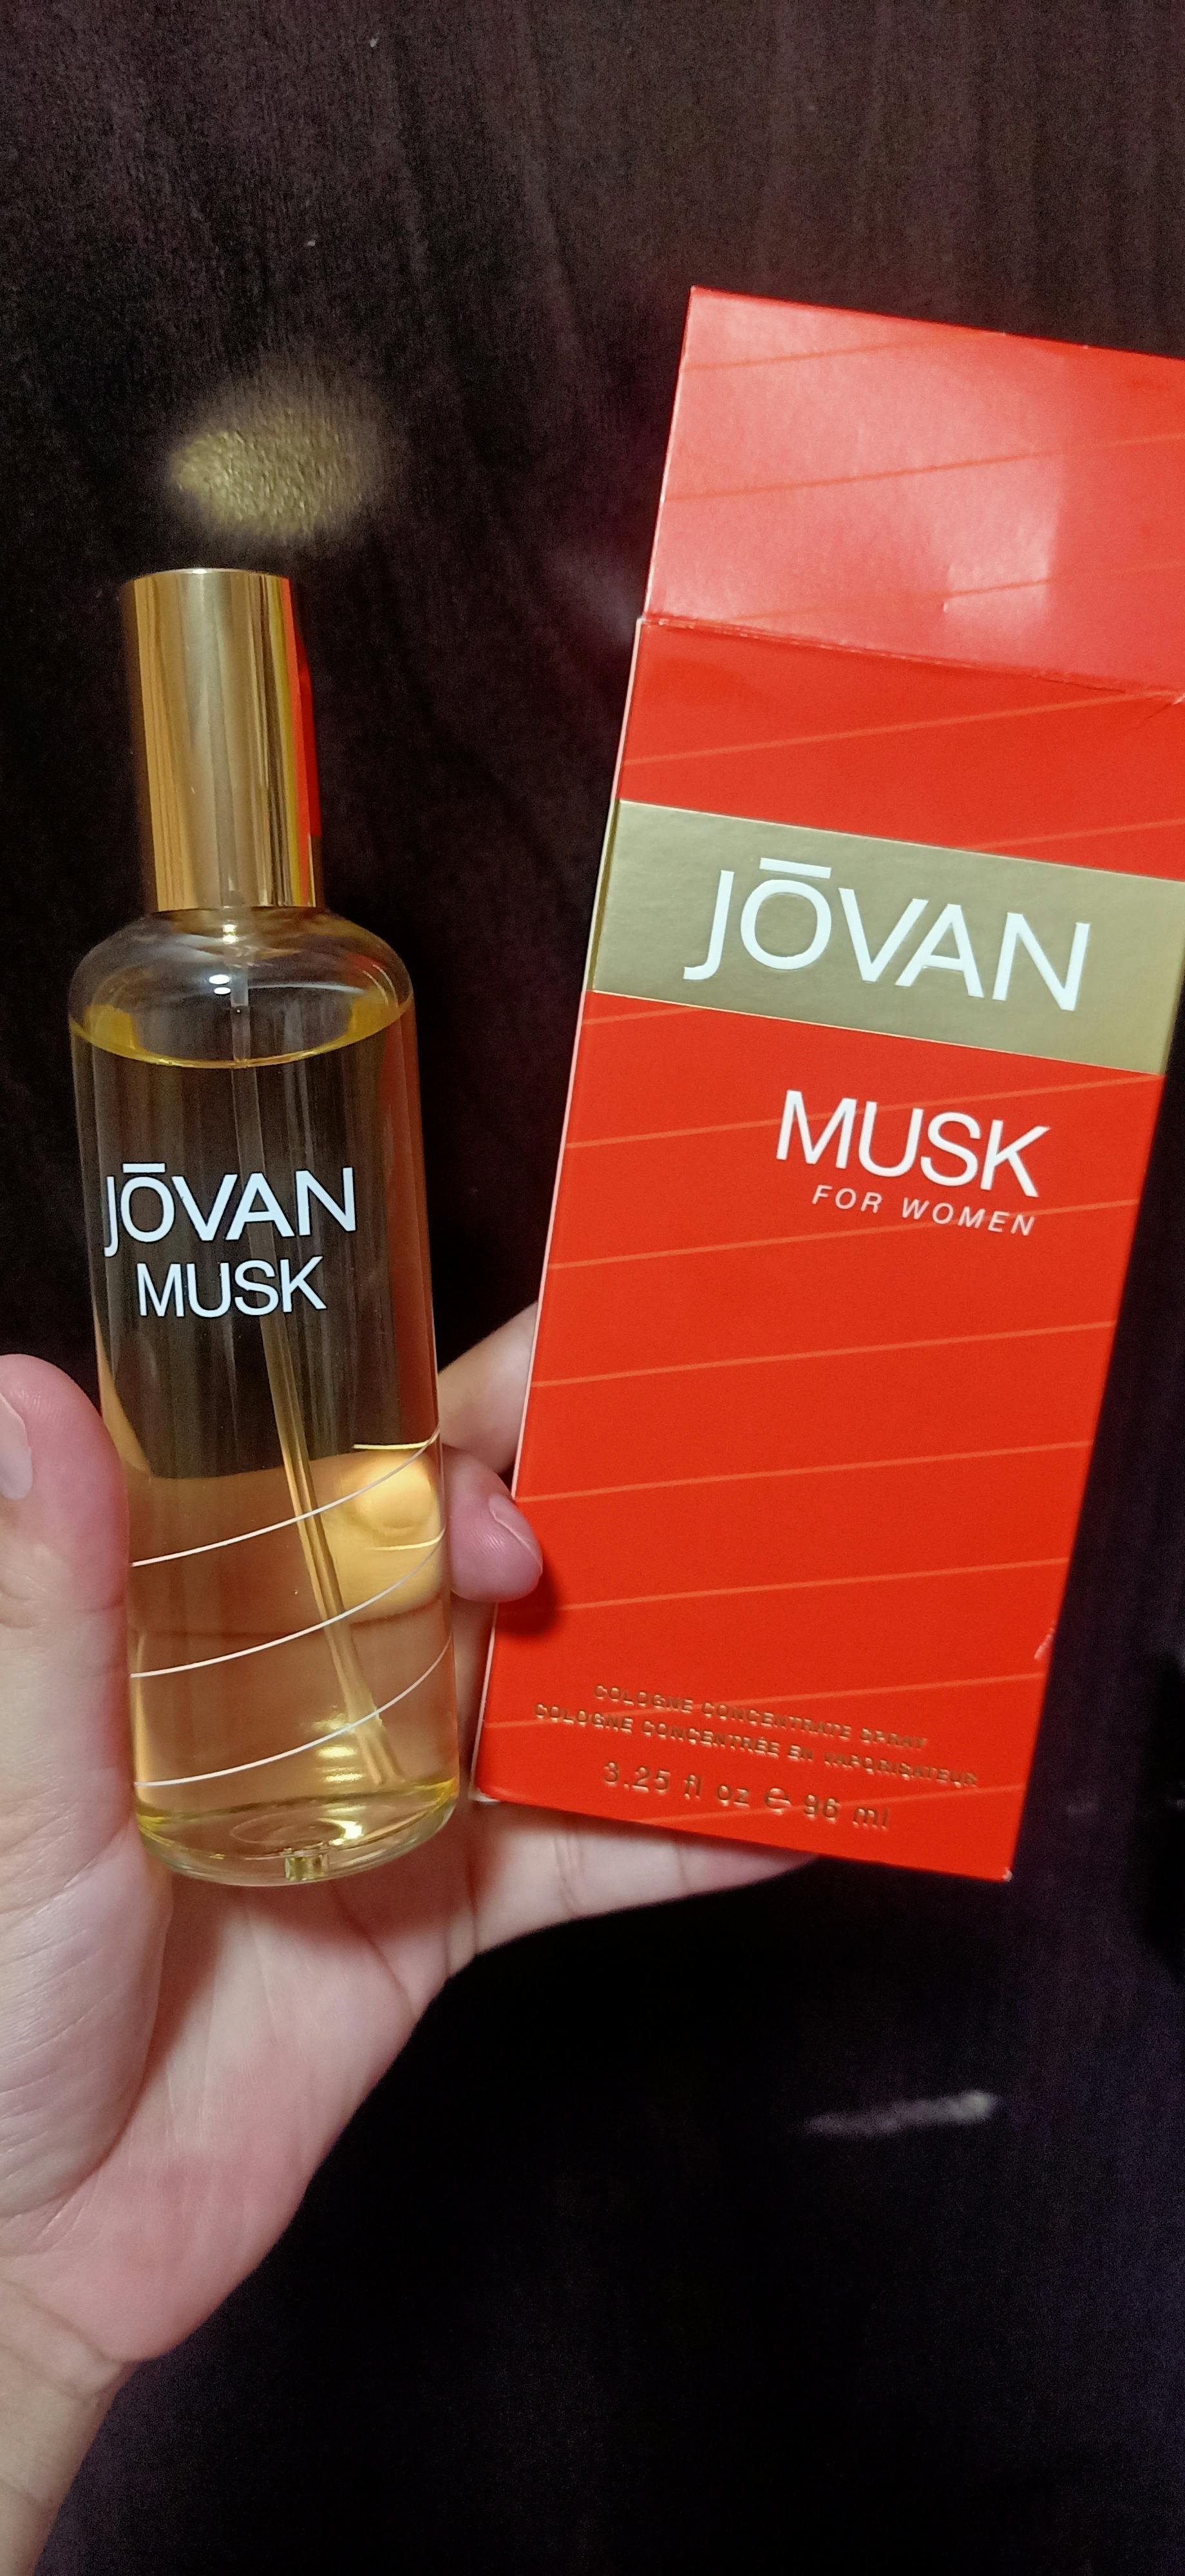 JŌVAN
MUSK
JŌVAN
MUSK
FOR WOMEN
COLOGNE CONCENTRATE SPRAY
COLOGNE CONCENTRÉE EN VAPORISATEUR
3.25 fl oz ℮ 96 ml